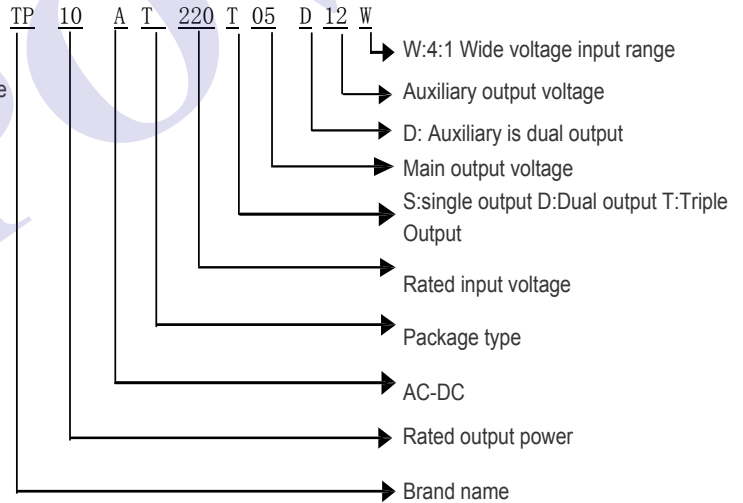 TP 10 A T 220 T 05 D 12 W
W:4:1 Wide voltage input range
e
Auxiliary output voltage
D: Auxiliary is dual output
Main output voltage
S:single output D:Dual output T:Triple
Output
Rated input voltage
Package type
AC-DC
Rated output power
Brand name